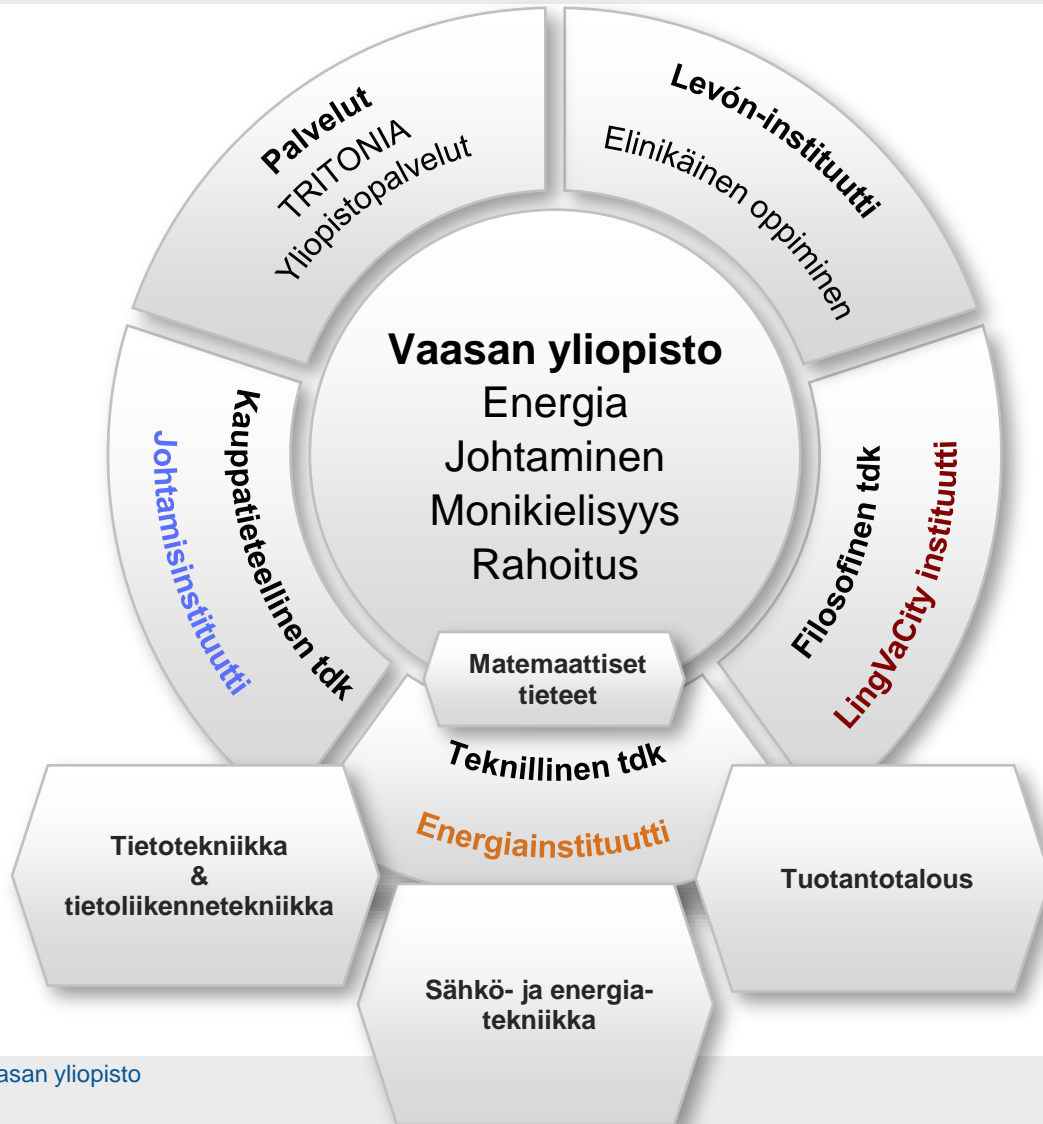 Palvelut
TRITONIA
Yliopistopalvelut
Levón-instituutti
Elinikäinen oppiminen
Vaasan yliopisto
Energia
Johtaminen
Monikielisyys
Rahoitus
Kauppatieteellinen tdk
Johtamisinstituutti
Filosofinen tdk
LingVaCity instituutti
Matemaattiset
tieteet
Teknillinen tdk
Energiainstituutti
Tietotekniikka
&
tietoliikennetekniikka
Tuotantotalous
Sähkö- ja energia-
tekniikka
asan yliopisto